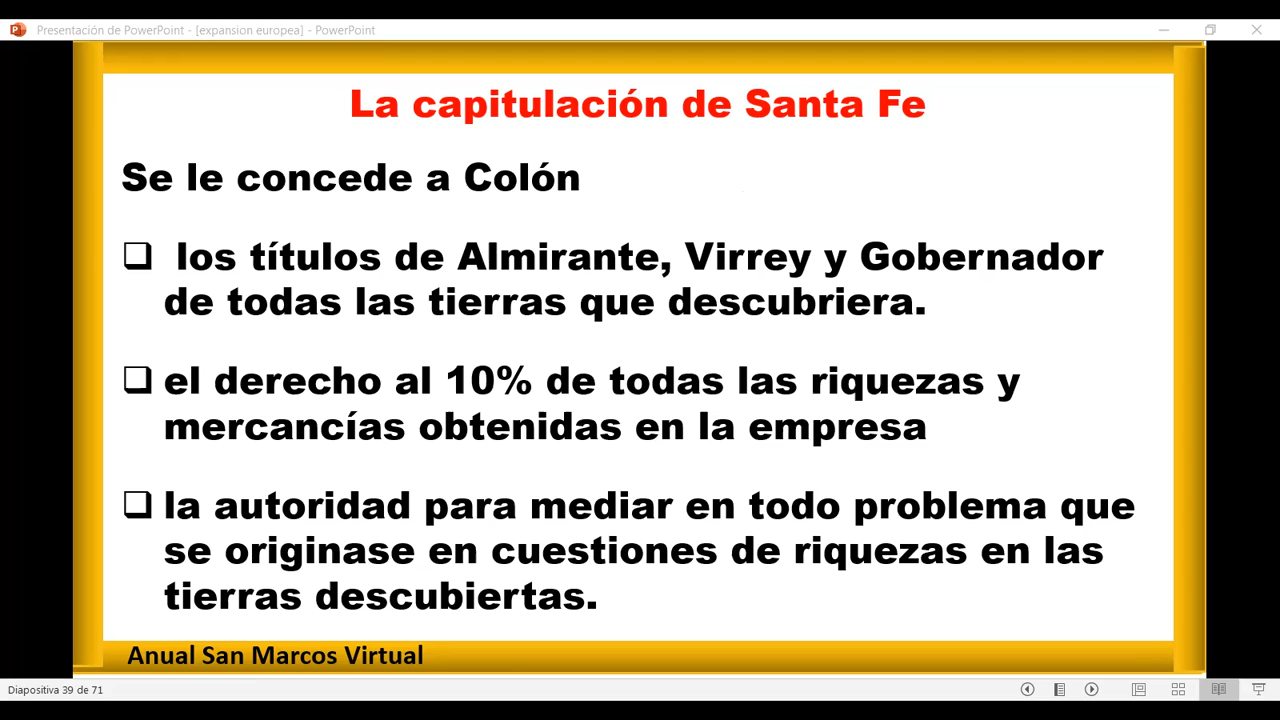 Presentación de PowerPoint - [expansion europea] - PowerPoint
La capitulación de Santa Fe
Se le concede a Colón
los títulos de Almirante, Virrey y Gobernador
de todas las tierras que descubriera.
el derecho al 10% de todas las riquezas y
mercancías obtenidas en la empresa
la autoridad para mediar en todo problema que
se originase en cuestiones de riquezas en las
tierras descubiertas.
Anual San Marcos Virtual
Diapositiva 39 de 71